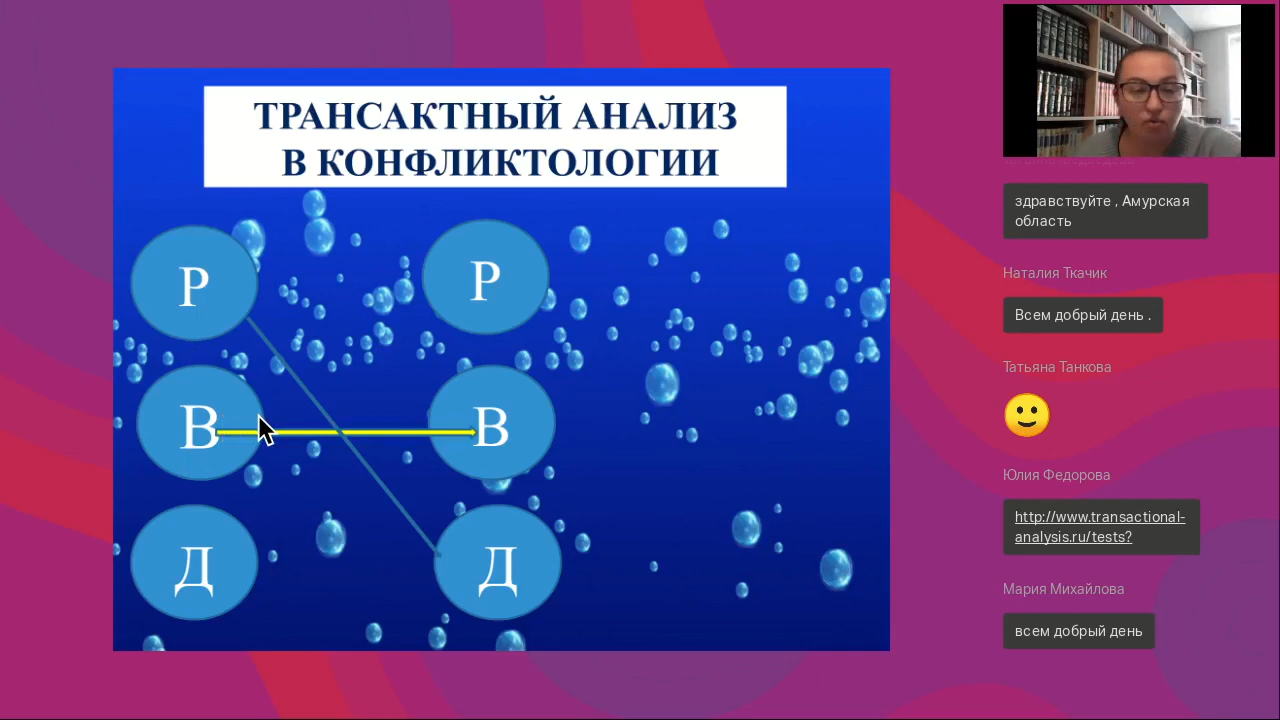 ТРАНСАКТНЫЙ АНАЛИЗ
В КОНФЛИКТОЛОГИИ
Р
Р
В
В
Д
Д
здравствуйте , Амурская
область
Наталия Ткачик
Всем добрый день .
Татьяна Танкова
Юлия Федорова
http://www.transactional-
analysis.ru/tests?
Мария Михайлова
всем добрый день